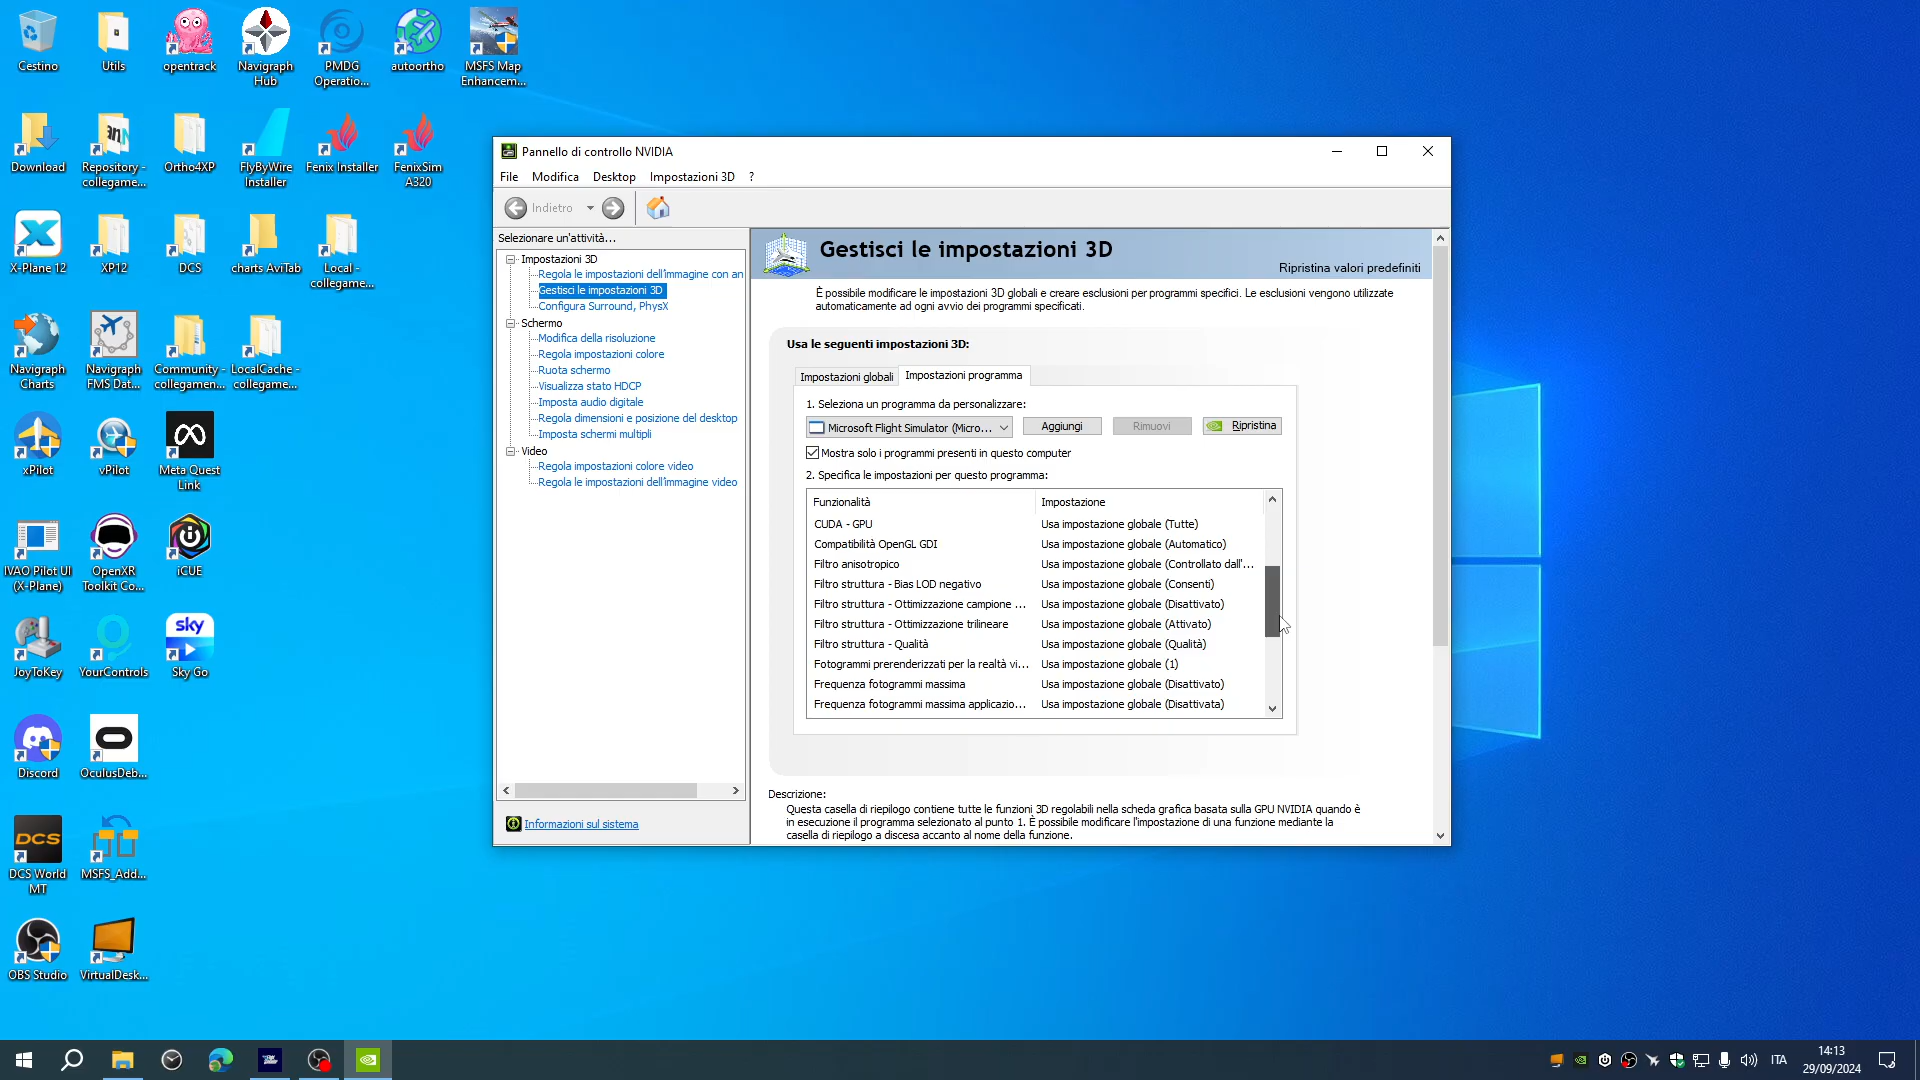 Cestino
Utils
opentrack
Navigraph
Hub
PMDG
Operatio...
autoortho
MSFS Map
Enhancem...
Download
Repository -
collegame...
Ortho4XP
FlyByWire
Installer
Fenix Installer
FenixSim
A320
X-Plane 12
XP12
DCS
charts AviTab
Local -
collegame...
Navigraph
Charts
Navigraph
FMS Dat...
Community -
collegamen...
LocalCache -
collegame...
xPilot
vPilot
Meta Quest
Link
IVAO Pilot UI
(X-Plane)
OpenXR
Toolkit Co...
iCUE
JoyToKey
YourControls
sky
Sky Go
Discord
OculusDeb...
DCS
DCS World
MT
MSFS_Add...
OBS Studio
VirtualDesk...
Pannello di controllo NVIDIA
File Modifica Desktop Impostazioni 3D ?
Indietro
Selezionare un'attività...
Impostazioni 3D
Regola le impostazioni dell'immagine con an
Gestisci le impostazioni 3D
Configura Surround, PhysX
Schermo
Modifica della risoluzione
Regola impostazioni colore
Ruota schermo
Visualizza stato HDCP
Imposta audio digitale
Regola dimensioni e posizione del desktop
Imposta schermi multipli
Video
Regola impostazioni colore video
Regola le impostazioni dell'immagine video
Informazioni sul sistema
Gestisci le impostazioni 3D
Ripristina valori predefiniti
È possibile modificare le impostazioni 3D globali e creare esclusioni per programmi specifici. Le esclusioni vengono utilizzate
automaticamente ad ogni avvio dei programmi specificati.
Usa le seguenti impostazioni 3D:
Impostazioni globali Impostazioni programma
1. Seleziona un programma da personalizzare:
Microsoft Flight Simulator (Micro... Aggiungi Rimuovi Ripristina
Mostra solo i programmi presenti in questo computer
2. Specifica le impostazioni per questo programma:
Funzionalità Impostazione
CUDA - GPU Usa impostazione globale (Tutte)
Compatibilità OpenGL GDI Usa impostazione globale (Automatico)
Filtro anisotropico Usa impostazione globale (Controllato dall'...
Filtro struttura - Bias LOD negativo Usa impostazione globale (Consenti)
Filtro struttura - Ottimizzazione campione ... Usa impostazione globale (Disattivato)
Filtro struttura - Ottimizzazione trilineare Usa impostazione globale (Attivato)
Filtro struttura - Qualità Usa impostazione globale (Qualità)
Fotogrammi prerenderizzati per la realtà vi... Usa impostazione globale (1)
Frequenza fotogrammi massima Usa impostazione globale (Disattivato)
Frequenza fotogrammi massima applicazio... Usa impostazione globale (Disattivata)
Descrizione:
Questa casella di riepilogo contiene tutte le funzioni 3D regolabili nella scheda grafica basata sulla GPU NVIDIA quando è
in esecuzione il programma selezionato al punto 1. È possibile modificare l'impostazione di una funzione mediante la
casella di riepilogo a discesa accanto al nome della funzione.
ITA
14:13
29/09/2024